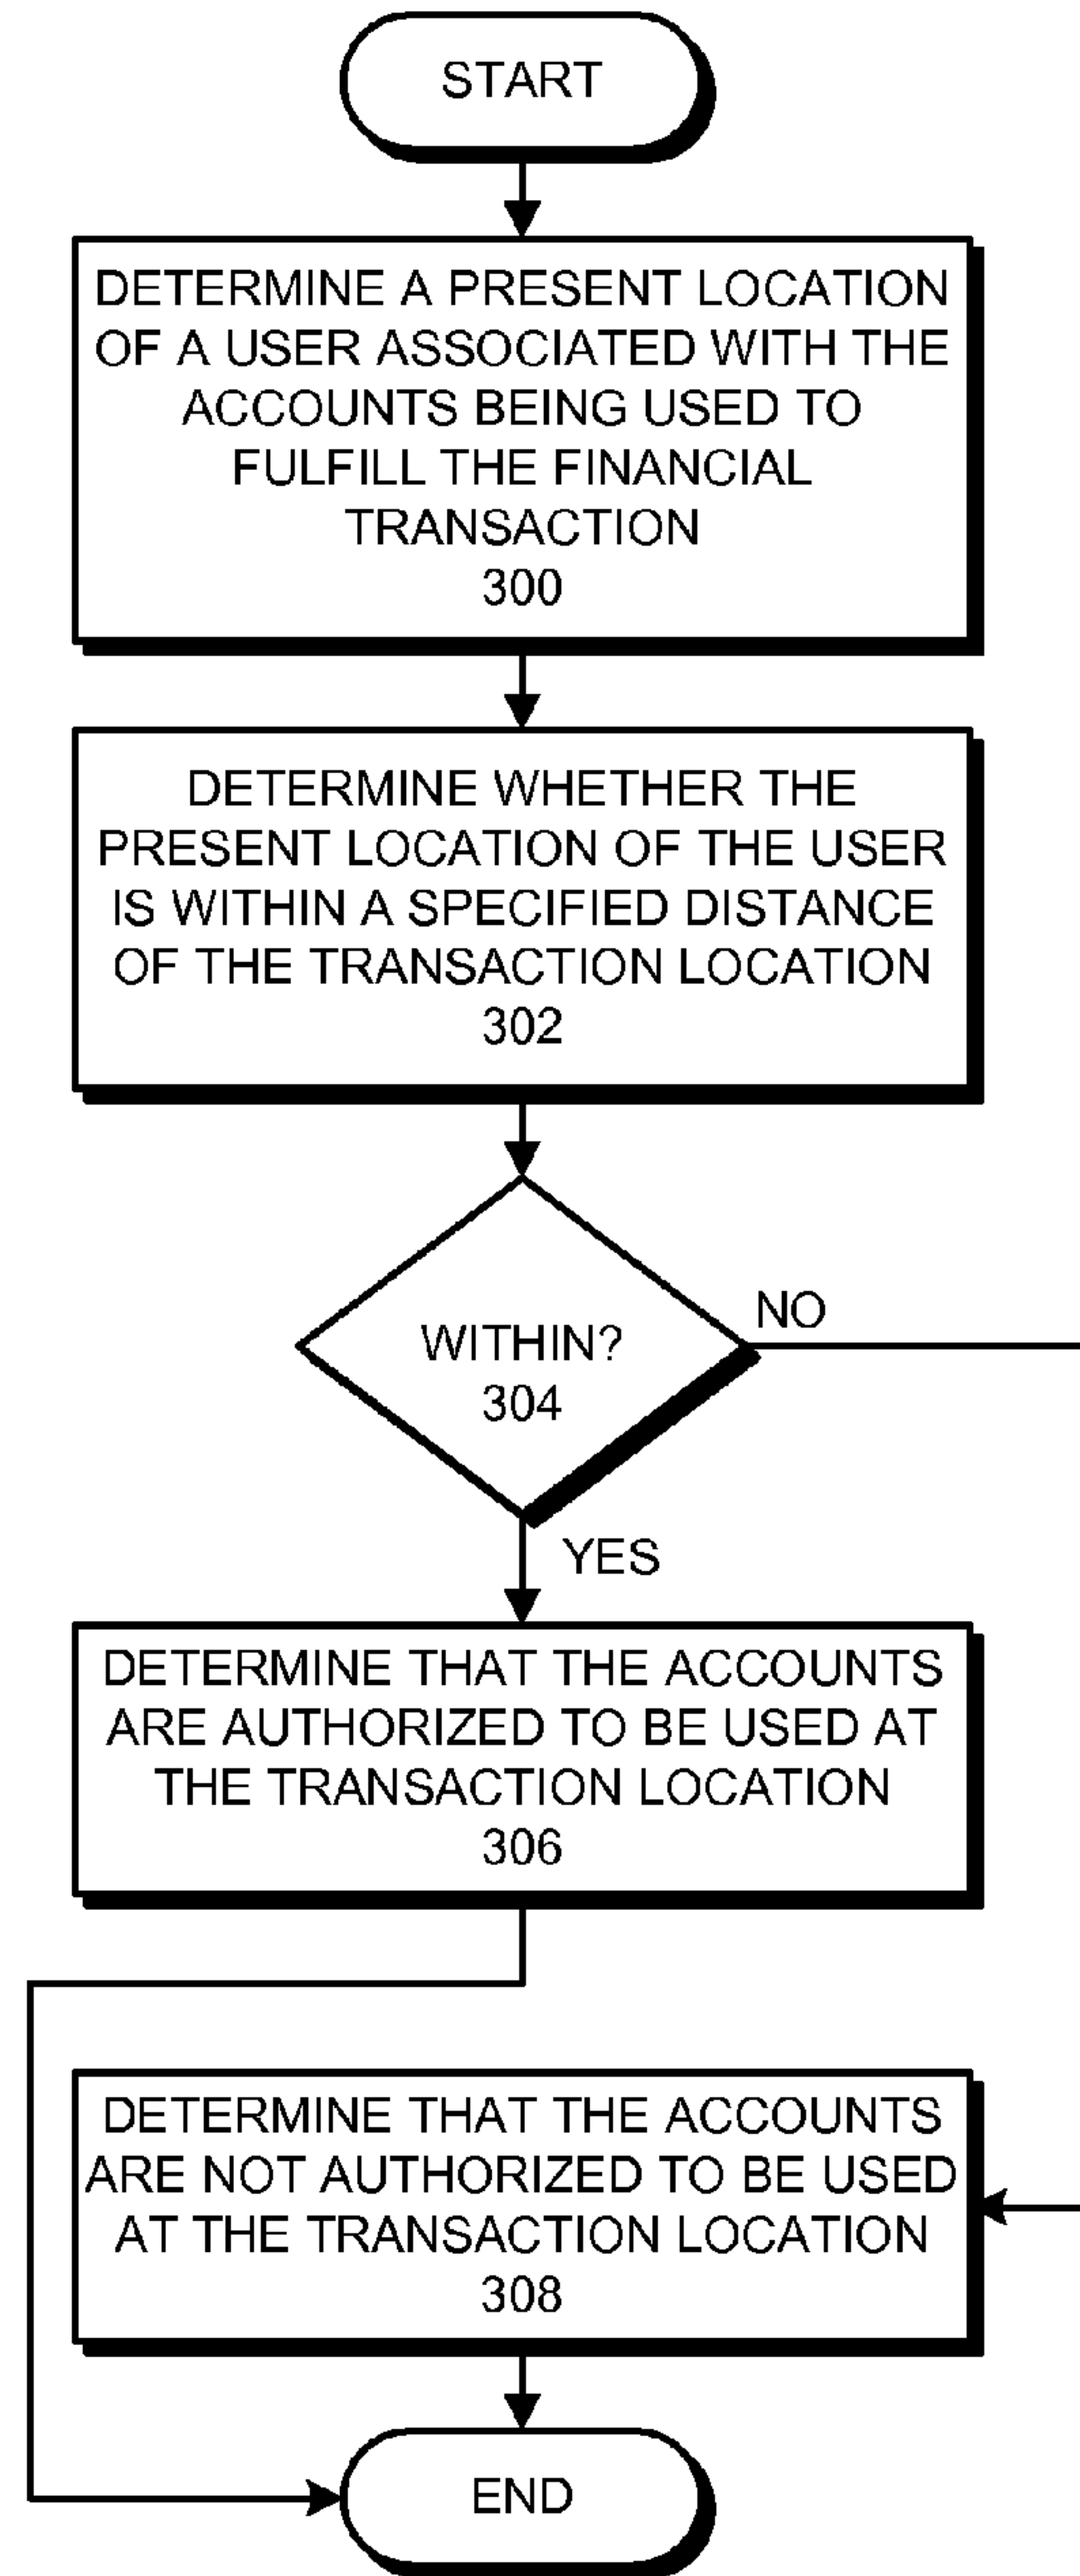 START
DETERMINE A PRESENT LOCATION
OF A USER ASSOCIATED WITH THE
ACCOUNTS BEING USED TO
FULFILL THE FINANCIAL
TRANSACTION
300
DETERMINE WHETHER THE
PRESENT LOCATION OF THE USER
IS WITHIN A SPECIFIED DISTANCE
OF THE TRANSACTION LOCATION
302
NO
WITHIN?
304
YES
DETERMINE THAT THE ACCOUNTS
ARE AUTHORIZED TO BE USED AT
THE TRANSACTION LOCATION
306
DETERMINE THAT THE ACCOUNTS
ARE NOT AUTHORIZED TO BE USED
AT THE TRANSACTION LOCATION
308
END